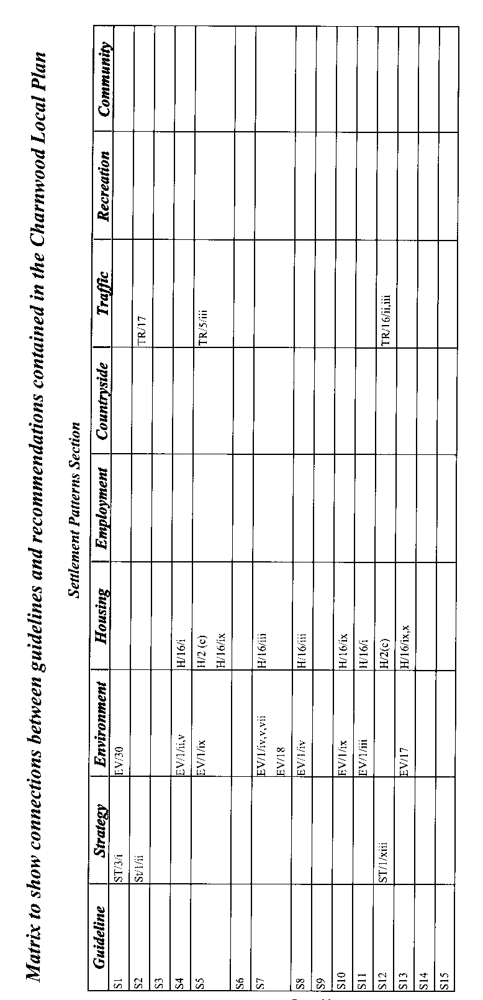 Matrix to show connections between guidelines and recommendations contained in the Charnwood Local Plan
Settlement Patterns Section
Guideline Strategy Environment Housing Employment Countryside Traffic Recreation Community
S1 ST/3/i EV/30
S2 St/1/ii TR/17
S3
S4 EV/1/ii,v H/16/i
S5 EV/1/ix H/2 (c) TR/5/iii
H/16/ix
S6
S7 EV/1/iv,v,vii H/16/iii
EV/18
S8 EV/1/iv H/16/iii
S9
S10 EV/1/ix H/16/ix
S11 EV/1/iii H/16/i
S12 ST/1/xiii H/2(c) TR/16/ii,iii
S13 EV/17 H/16/ix,x
S14
S15